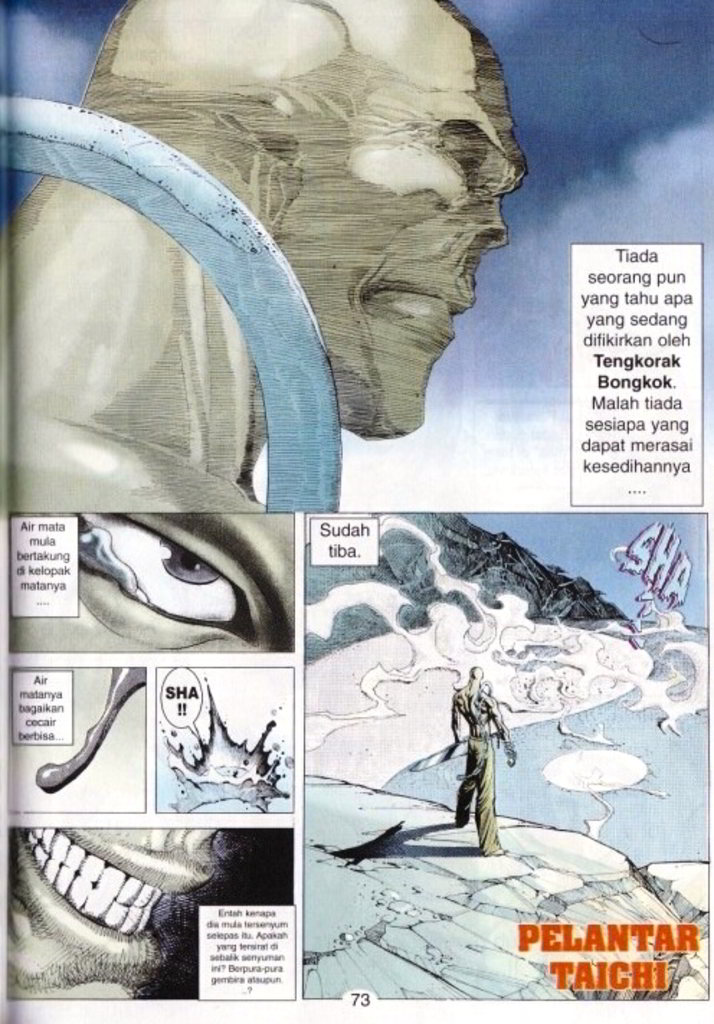 Tiada
seorang pun
yang tahu apa
yang sedang
difikirkan oleh
Tengkorak
Bongkok.
Malah tiada
sesiapa yang
dapat merasai
kesedihannya
....
Air mata
mula
bertakung
di kelopak
matanya
....
Air
matanya
bagaikan
cecair
berbisa...
SHA
!!
Entah kenapa
dia mula tersenyum
selepas itu. Apakah
yang tersirat di
sebalik senyuman
ini? Berpura-pura
gembira ataupun.
..?
Sudah
tiba.
SHA
PELANTAR
TAICHI
73